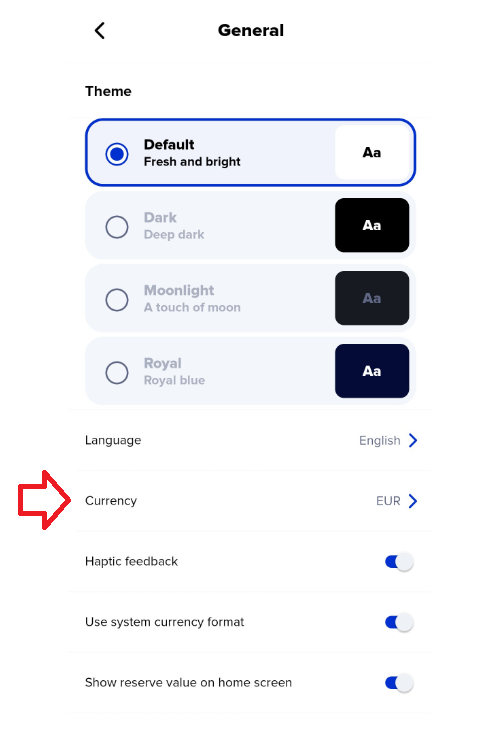 General
Theme
Default
Fresh and bright
Aa
Dark
Deep dark
Aa
Moonlight
A touch of moon
Aa
Royal
Royal blue
Aa
Language English
Currency EUR
Haptic feedback
Use system currency format
Show reserve value on home screen